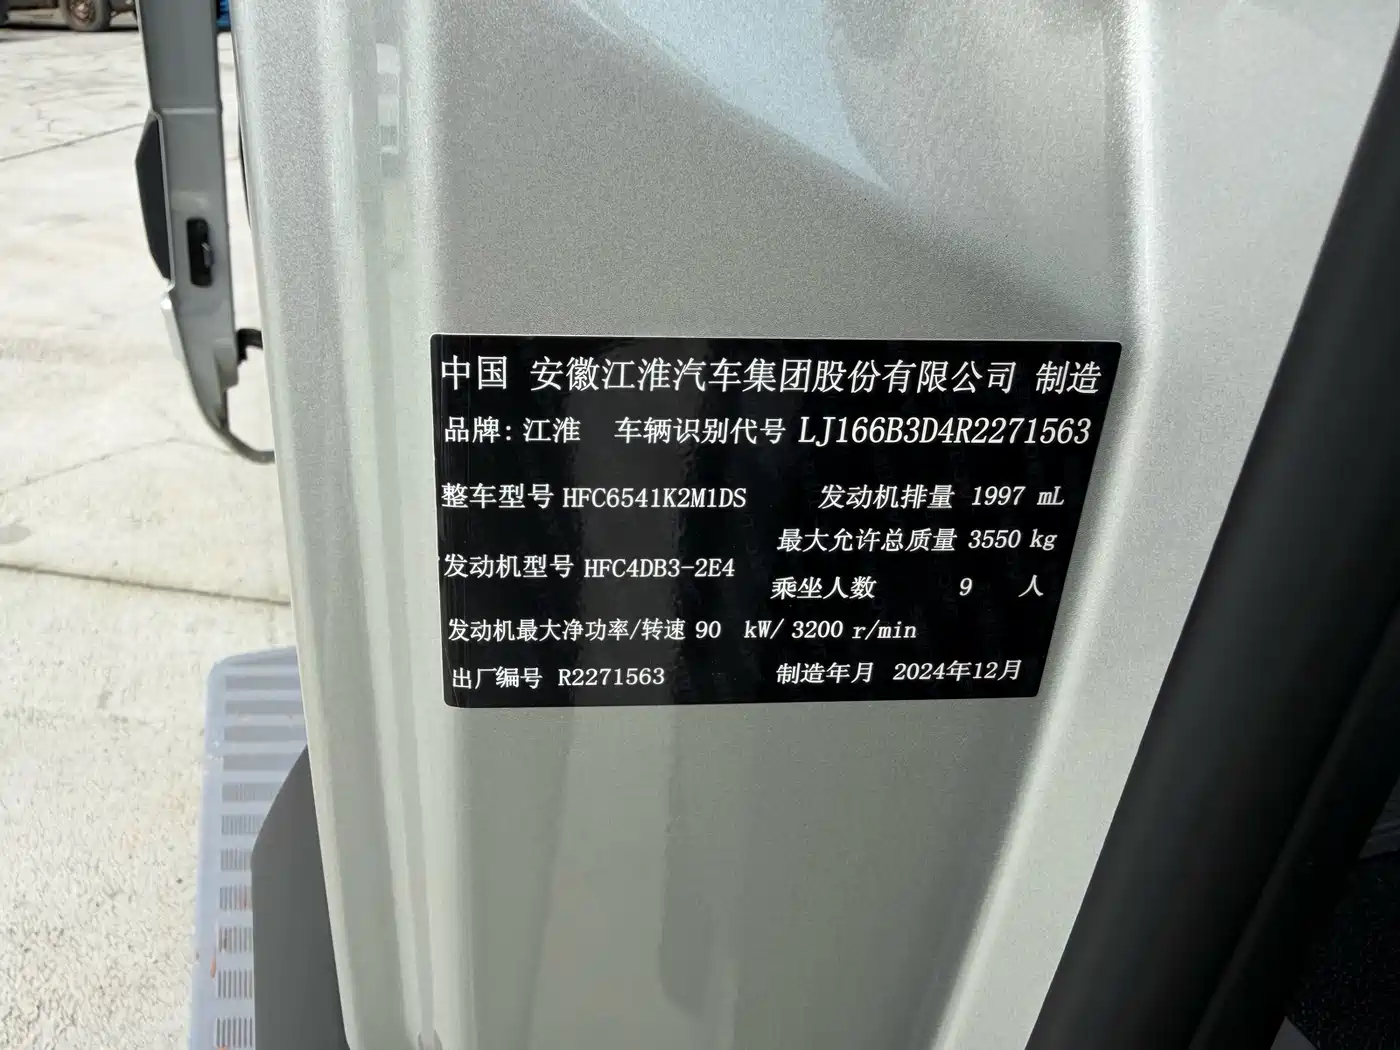 中国 安徽江淮汽车集团股份有限公司 制造
品牌: 江淮 车辆识别代号 LJ166B3D4R2271563
整车型号 HFC6541K2M1DS 发动机排量 1997 mL
最大允许总质量 3550 kg
发动机型号 HFC4DB3-2E4
乘坐人数 9 人
发动机最大净功率/转速 90 kW/ 3200 r/min
出厂编号 R2271563 制造年月 2024年12月